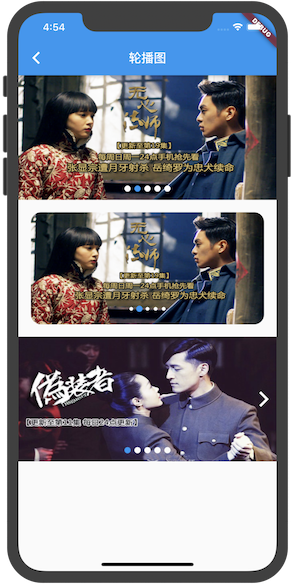 4:54
DEBUG
轮播图
无心法师
【更新至第19集】
每周日周一24点手机抢先看
张显宗遭月牙射杀 岳绮罗为忠犬续命
无心法师
【更新至第19集】
每周日周一24点手机抢先看
张显宗遭月牙射杀 岳绮罗为忠犬续命
伪装者
【更新至第11集 每日24点更新】